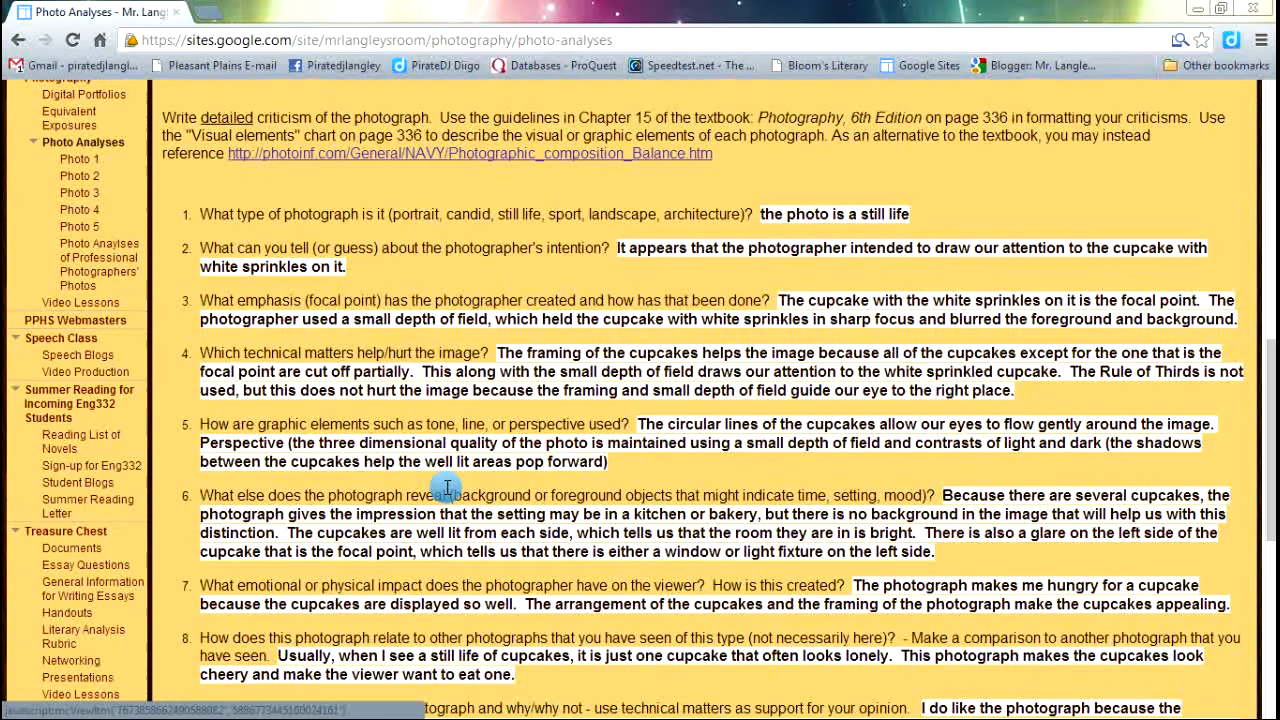 Photo Analyses - Mr. Lang
https://sites.google.com/site/mrlangleysroom/photography/photo-analyses
Gmail - piratedjlangl...
Pleasant Plains E-mail
Piratedjlangley
PirateDJ Diigo
Databases - ProQuest
Speedtest.net - The ...
Bloom's Literary
Google Sites
Blogger: Mr. Langle...
Other bookmarks
Photography
Digital Portfolios
Equivalent
Exposures
Photo Analyses
Photo 1
Photo 2
Photo 3
Photo 4
Photo 5
Photo Anaylses
of Professional
Photographers'
Photos
Video Lessons
PPHS Webmasters
Speech Class
Speech Blogs
Video Production
Summer Reading for
Incoming Eng332
Students
Reading List of
Novels
Sign-up for Eng332
Student Blogs
Summer Reading
Letter
Treasure Chest
Documents
Essay Questions
General Information
for Writing Essays
Handouts
Literary Analysis
Rubric
Networking
Presentations
Video Lessons
Write detailed criticism of the photograph. Use the guidelines in Chapter 15 of the textbook: Photography, 6th Edition on page 336 in formatting your criticisms. Use
the "Visual elements" chart on page 336 to describe the visual or graphic elements of each photograph. As an alternative to the textbook, you may instead
reference http://photoinf.com/General/NAVY/Photographic_composition_Balance.htm
1. What type of photograph is it (portrait, candid, still life, sport, landscape, architecture)? the photo is a still life
2. What can you tell (or guess) about the photographer's intention? It appears that the photographer intended to draw our attention to the cupcake with
white sprinkles on it.
3. What emphasis (focal point) has the photographer created and how has that been done? The cupcake with the white sprinkles on it is the focal point. The
photographer used a small depth of field, which held the cupcake with white sprinkles in sharp focus and blurred the foreground and background.
4. Which technical matters help/hurt the image? The framing of the cupcakes helps the image because all of the cupcakes except for the one that is the
focal point are cut off partially. This along with the small depth of field draws our attention to the white sprinkled cupcake. The Rule of Thirds is not
used, but this does not hurt the image because the framing and small depth of field guide our eye to the right place.
5. How are graphic elements such as tone, line, or perspective used? The circular lines of the cupcakes allow our eyes to flow gently around the image.
Perspective (the three dimensional quality of the photo is maintained using a small depth of field and contrasts of light and dark (the shadows
between the cupcakes help the well lit areas pop forward)
6. What else does the photograph reveal (background or foreground objects that might indicate time, setting, mood)? Because there are several cupcakes, the
photograph gives the impression that the setting may be in a kitchen or bakery, but there is no background in the image that will help us with this
distinction. The cupcakes are well lit from each side, which tells us that the room they are in is bright. There is also a glare on the left side of the
cupcake that is the focal point, which tells us that there is either a window or light fixture on the left side.
7. What emotional or physical impact does the photographer have on the viewer? How is this created? The photograph makes me hungry for a cupcake
because the cupcakes are displayed so well. The arrangement of the cupcakes and the framing of the photograph make the cupcakes appealing.
8. How does this photograph relate to other photographs that you have seen of this type (not necessarily here)? - Make a comparison to another photograph that you
have seen. Usually, when I see a still life of cupcakes, it is just one cupcake that often looks lonely. This photograph makes the cupcakes look
cheery and make the viewer want to eat one.
tograph and why/why not - use technical matters as support for your opinion. I do like the photograph because the